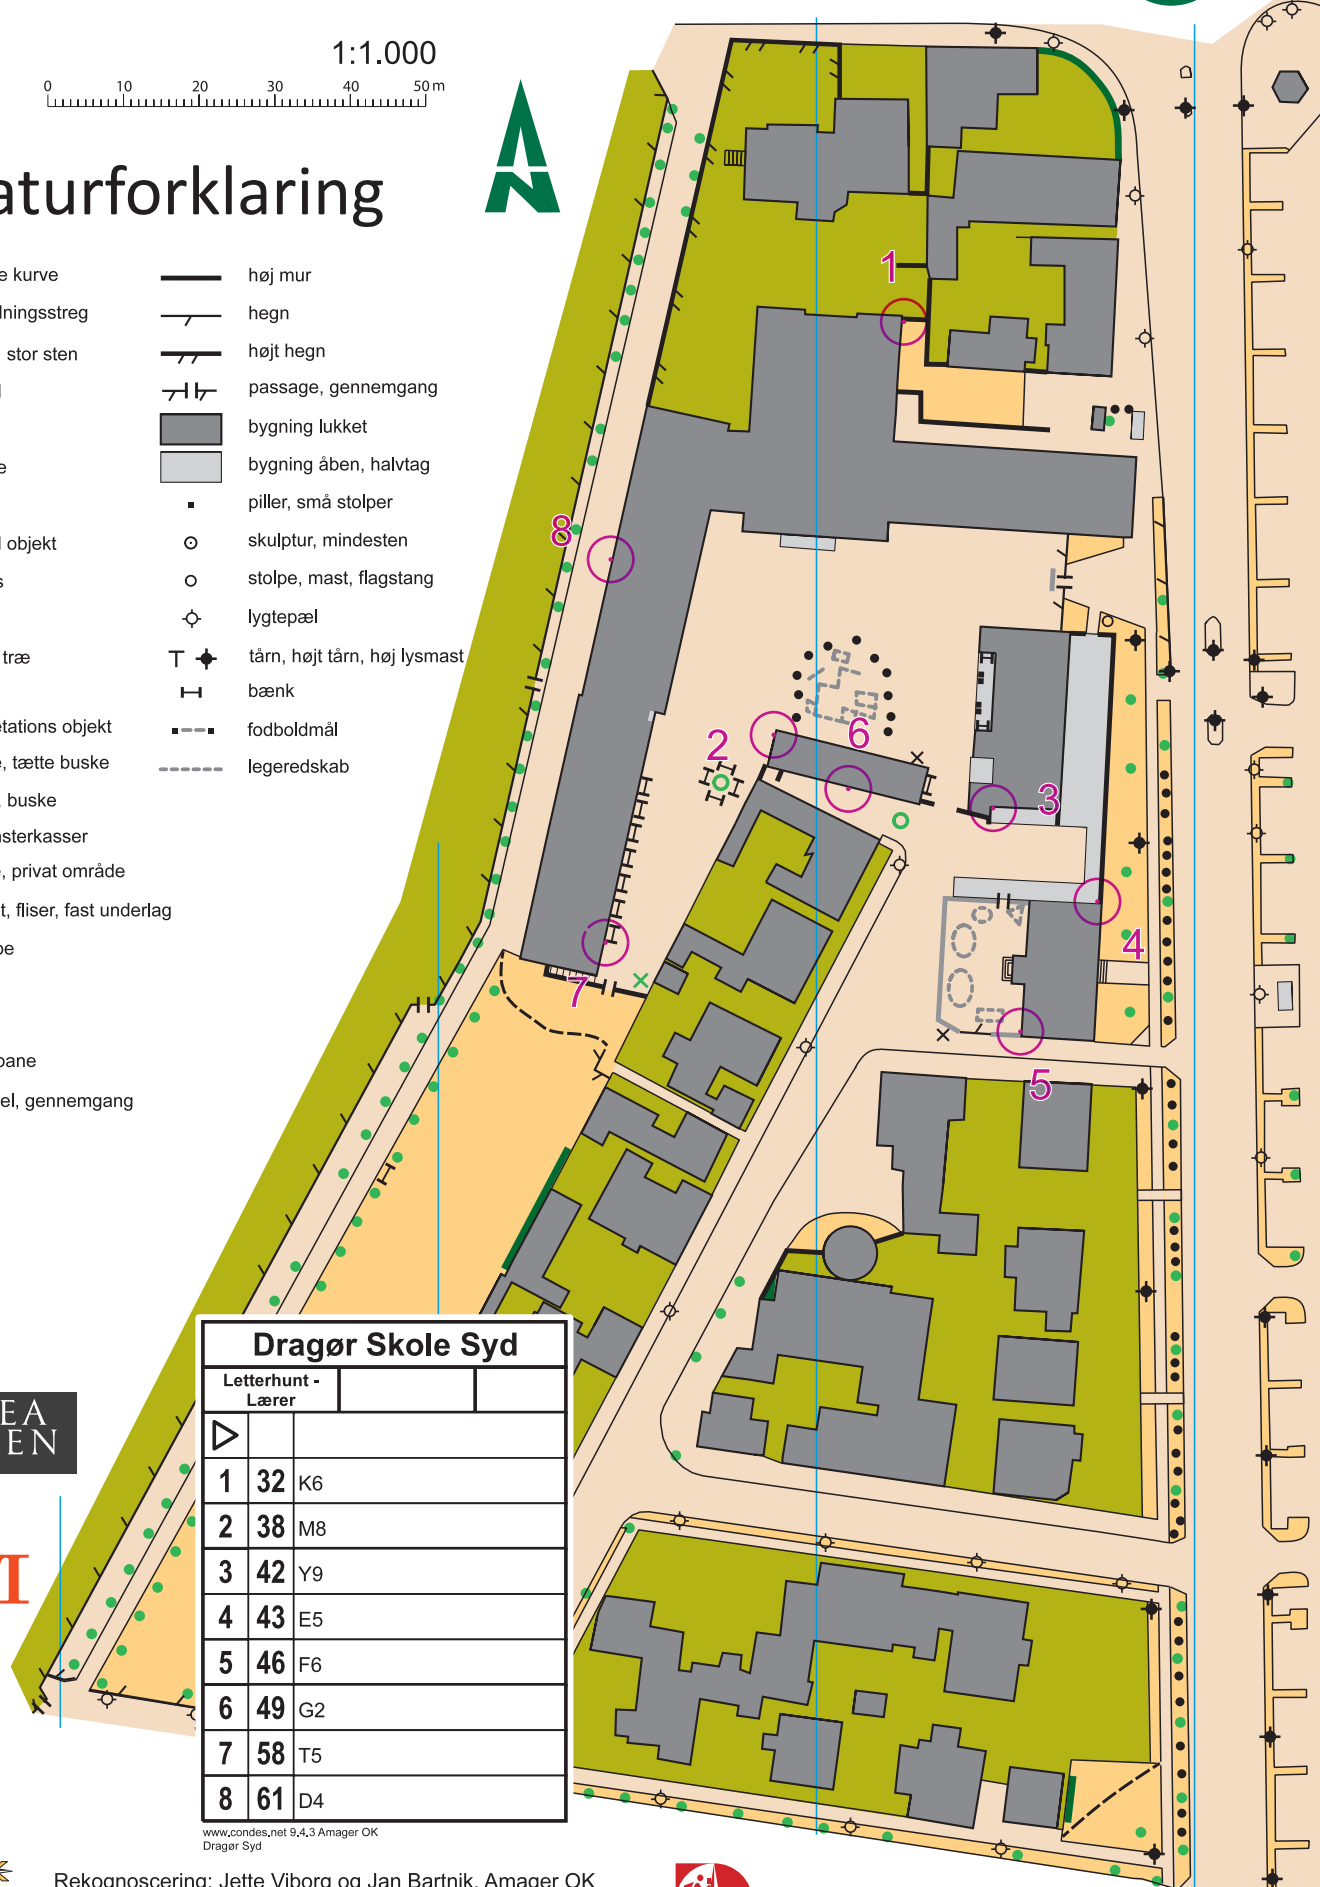 1:1.000
0 10 20 30 40 50 m
aturforklaring
e kurve
høj mur
dningsstreg
hegn
stor sten
højt hegn
passage, gennemgang
bygning lukket
e
bygning åben, halvtag
piller, små stolper
l objekt
skulptur, mindesten
s
stolpe, mast, flagstang
lygtepæl
træ
tårn, højt tårn, høj lysmast
bænk
etations objekt
fodboldmål
e, tætte buske
legeredskab
, buske
nsterkasser
e, privat område
t, fliser, fast underlag
pe
bane
el, gennemgang
1
8
2
6
3
4
7
5
Dragør Skole Syd
Letterhunt -
Lærer
1 32 K6
2 38 M8
3 42 Y9
4 43 E5
5 46 F6
6 49 G2
7 58 T5
8 61 D4
www.condes.net 9.4.3 Amager OK
Dragør Syd
EA
EN
Rekognoscering: Jette Viborg og Jan Bartnik, Amager OK